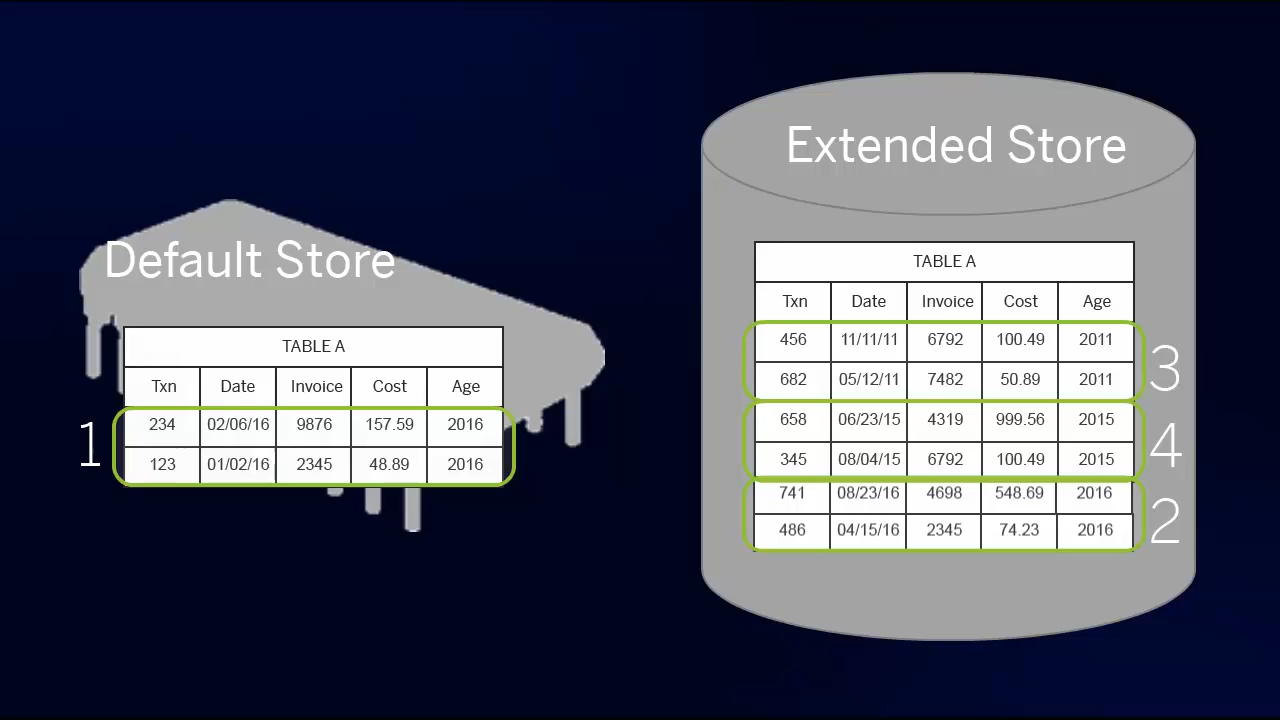 Default Store
TABLE A
Txn Date Invoice Cost Age
1
234 02/06/16 9876 157.59 2016
123 01/02/16 2345 48.89 2016
Extended Store
TABLE A
Txn Date Invoice Cost Age
456 11/11/11 6792 100.49 2011
682 05/12/11 7482 50.89 2011
3
658 06/23/15 4319 999.56 2015
345 08/04/15 6792 100.49 2015
4
741 08/23/16 4698 548.69 2016
486 04/15/16 2345 74.23 2016
2